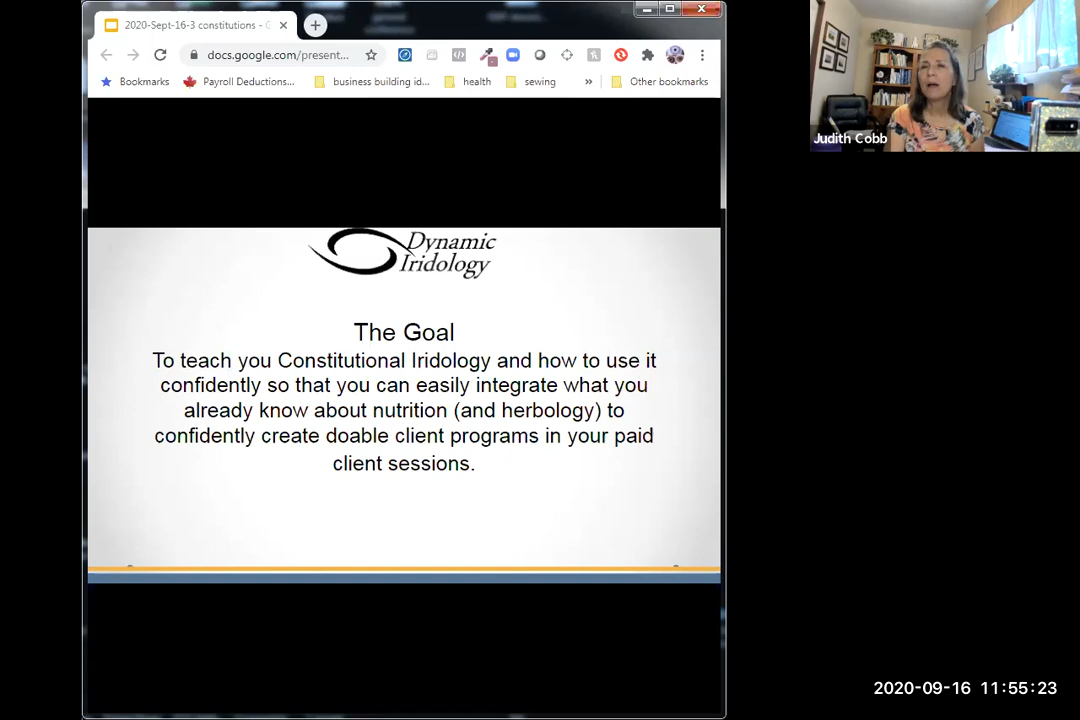 2020-Sept-16-3 constitutions -
docs.google.com/present...
Bookmarks
Payroll Deductions...
business building id...
health
sewing
»
Other bookmarks
Judith Cobb
Dynamic
Iridology
The Goal
To teach you Constitutional Iridology and how to use it
confidently so that you can easily integrate what you
already know about nutrition (and herbology) to
confidently create doable client programs in your paid
client sessions.
2020-09-16 11:55:23